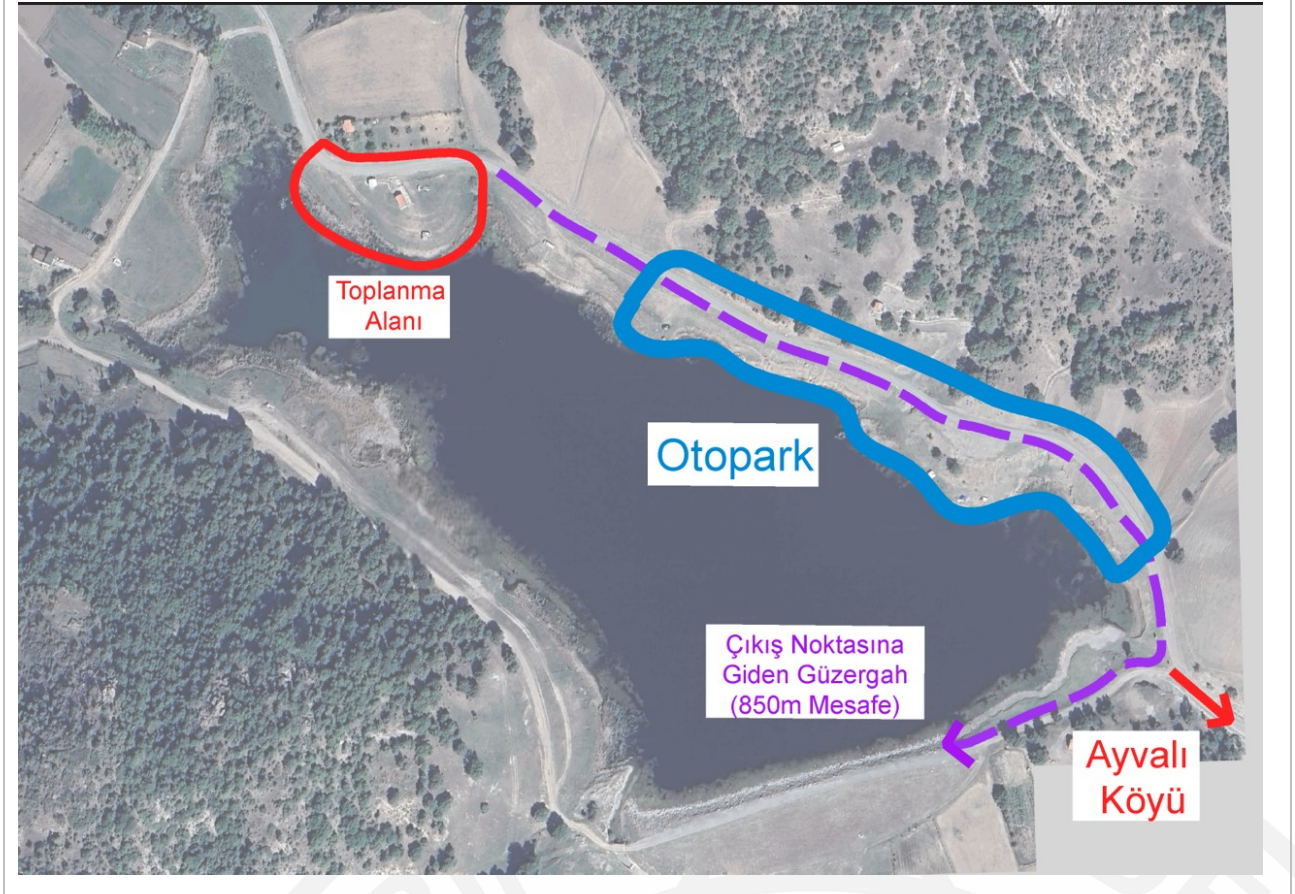 Toplanma
Alanı
Otopark
Çıkış Noktasına
Giden Güzergah
(850m Mesafe)
Ayvalı
Köyü